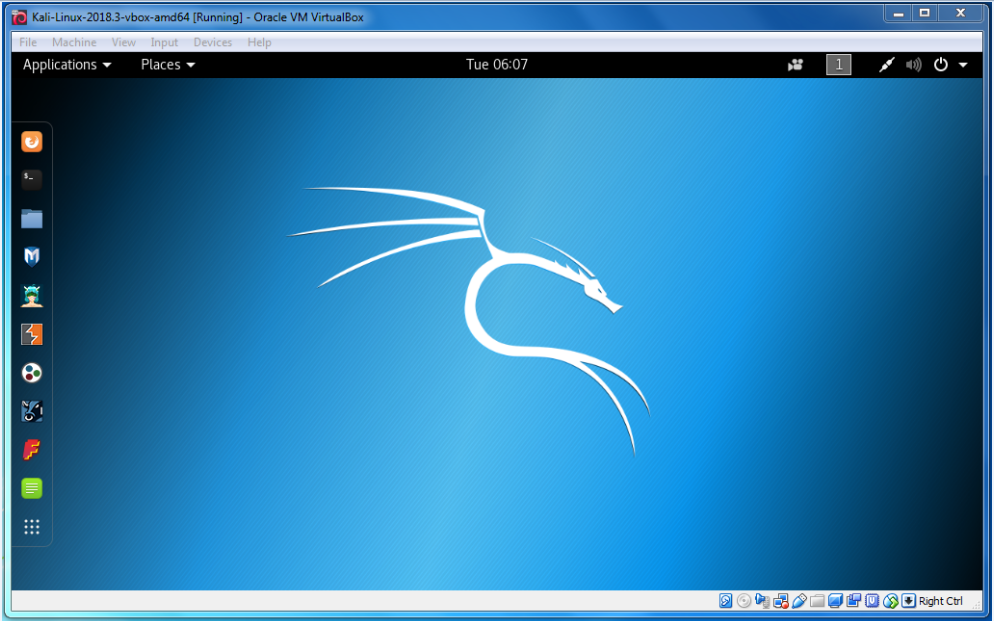 Kali-Linux-2018.3-vbox-amd64 [Running] - Oracle VM VirtualBox
File Machine View Input Devices Help
Applications Places Tue 06:07 1
$_
M
F
Right Ctrl